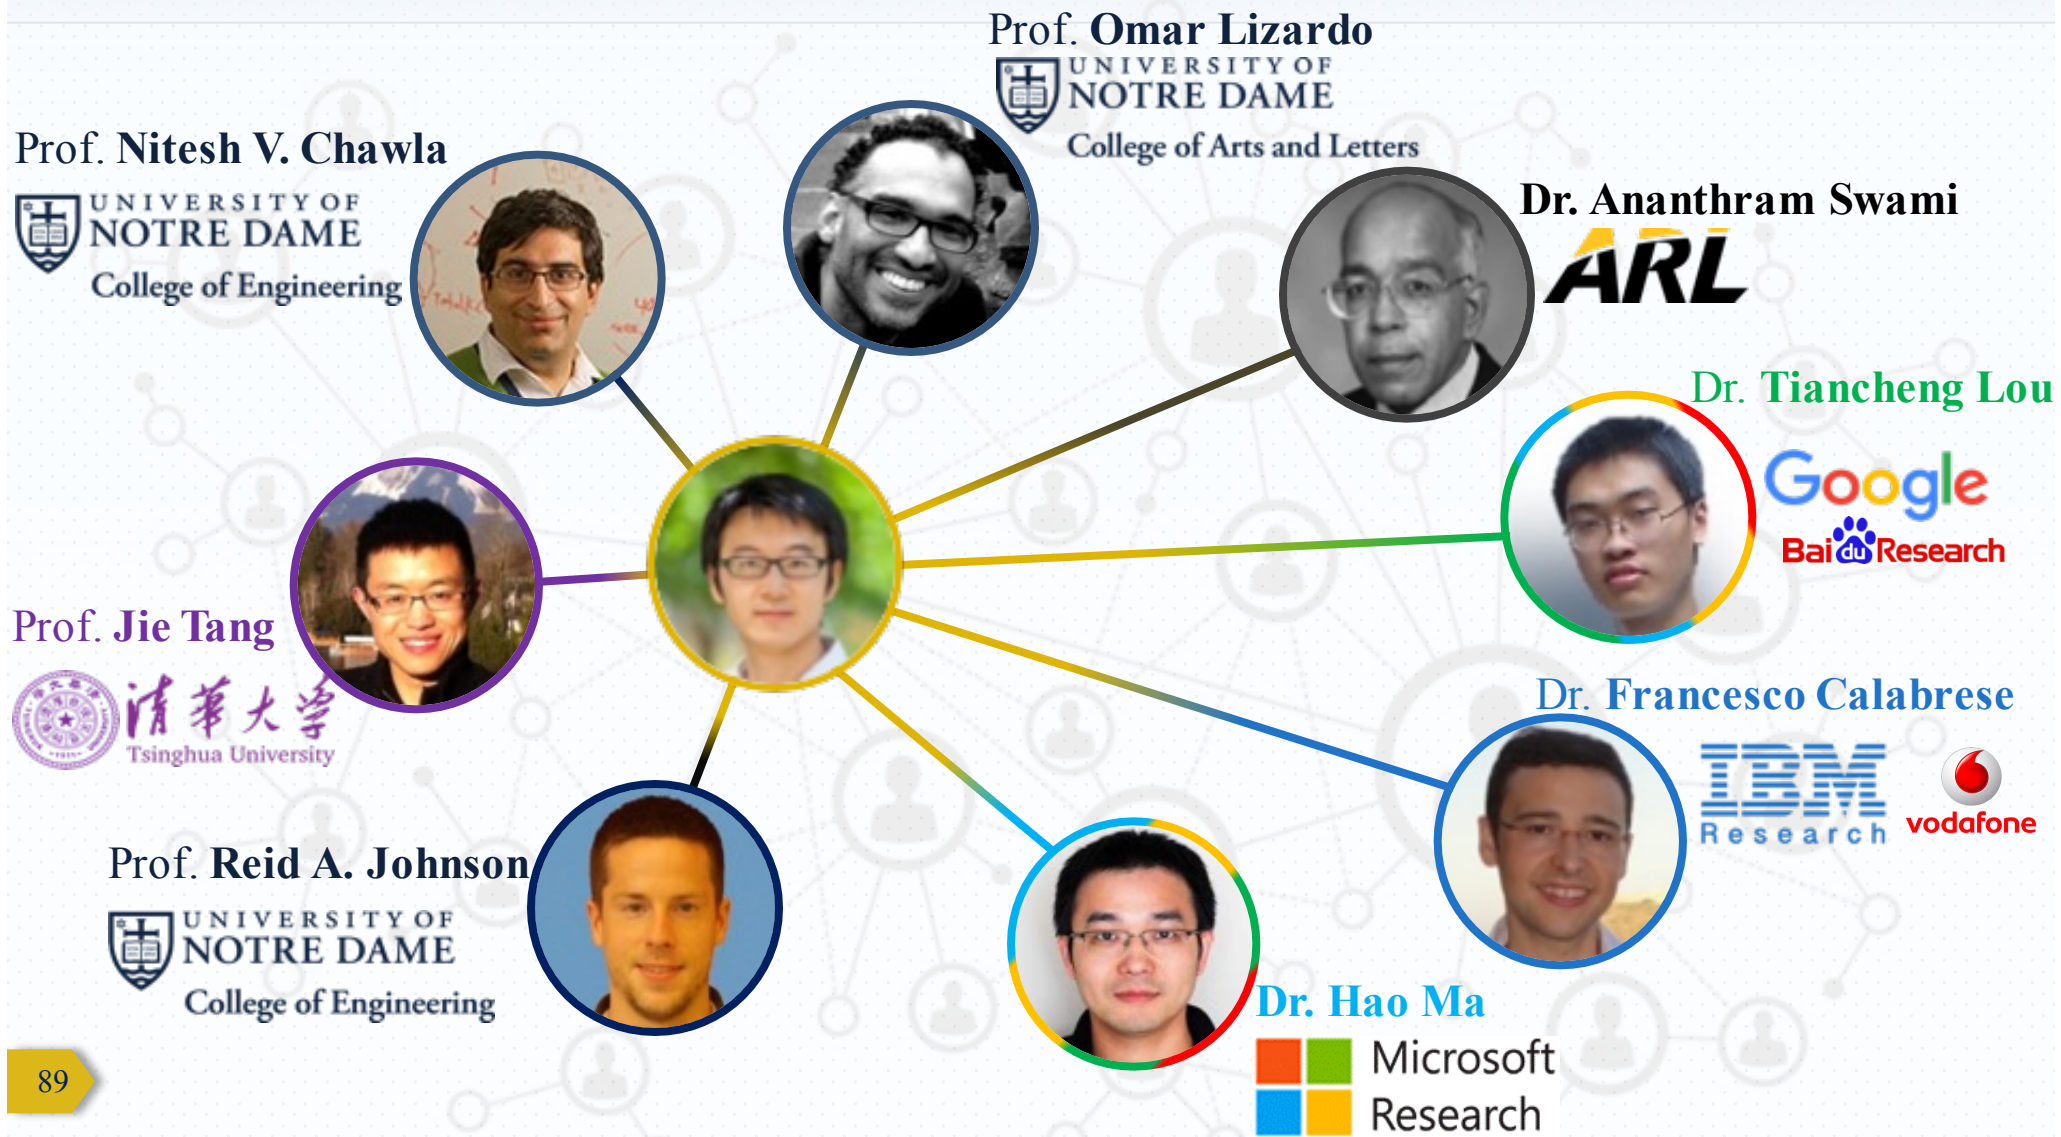 Prof. Omar Lizardo
UNIVERSITY OF
NOTRE DAME
College of Arts and Letters
Prof. Nitesh V. Chawla
UNIVERSITY OF
NOTRE DAME
College of Engineering
Dr. Ananthram Swami
ARL
Dr. Tiancheng Lou
Google
Bai du Research
Prof. Jie Tang
清華大学
Tsinghua University
Dr. Francesco Calabrese
IBM
Research
vodafone
Prof. Reid A. Johnson
UNIVERSITY OF
NOTRE DAME
College of Engineering
Dr. Hao Ma
Microsoft
Research
89